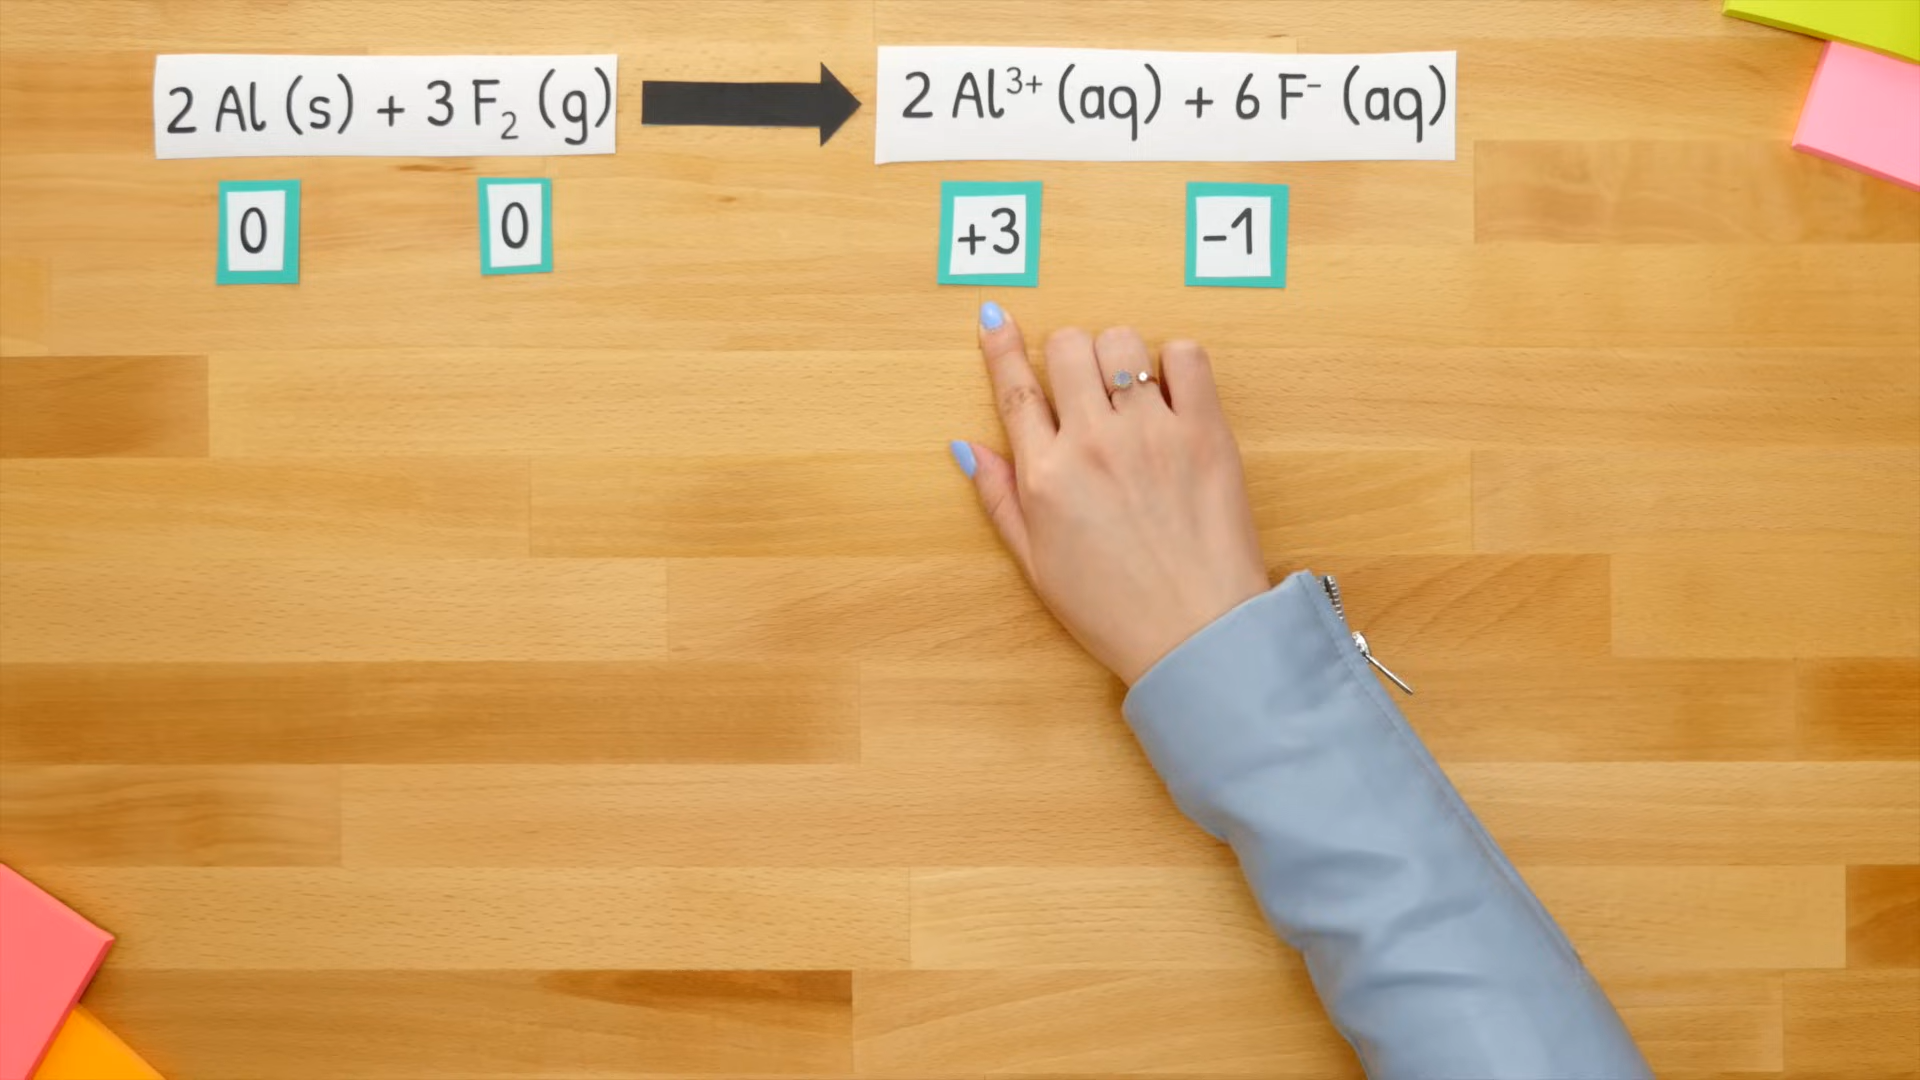 2 Al (s) + 3 F₂ (g)
2 Al³⁺ (aq) + 6 F⁻ (aq)
0
0
+3
-1